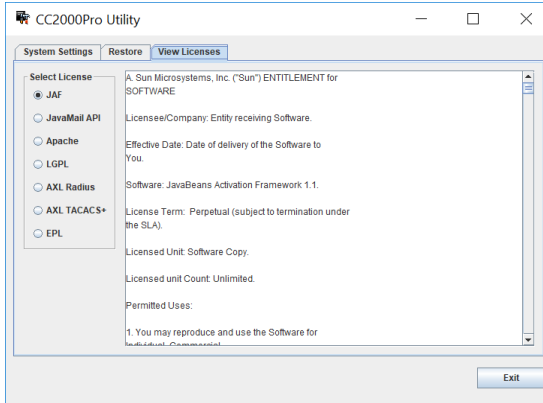 CC2000Pro Utility
System Settings Restore View Licenses
Select License
JAF
JavaMail API
Apache
LGPL
AXL Radius
AXL TACACS+
EPL
A. Sun Microsystems, Inc. ("Sun") ENTITLEMENT for
SOFTWARE
Licensee/Company: Entity receiving Software.
Effective Date: Date of delivery of the Software to
You.
Software: JavaBeans Activation Framework 1.1.
License Term: Perpetual (subject to termination under
the SLA).
Licensed Unit: Software Copy.
Licensed unit Count: Unlimited.
Permitted Uses:
1. You may reproduce and use the Software for
Individual, Commercial,
Exit